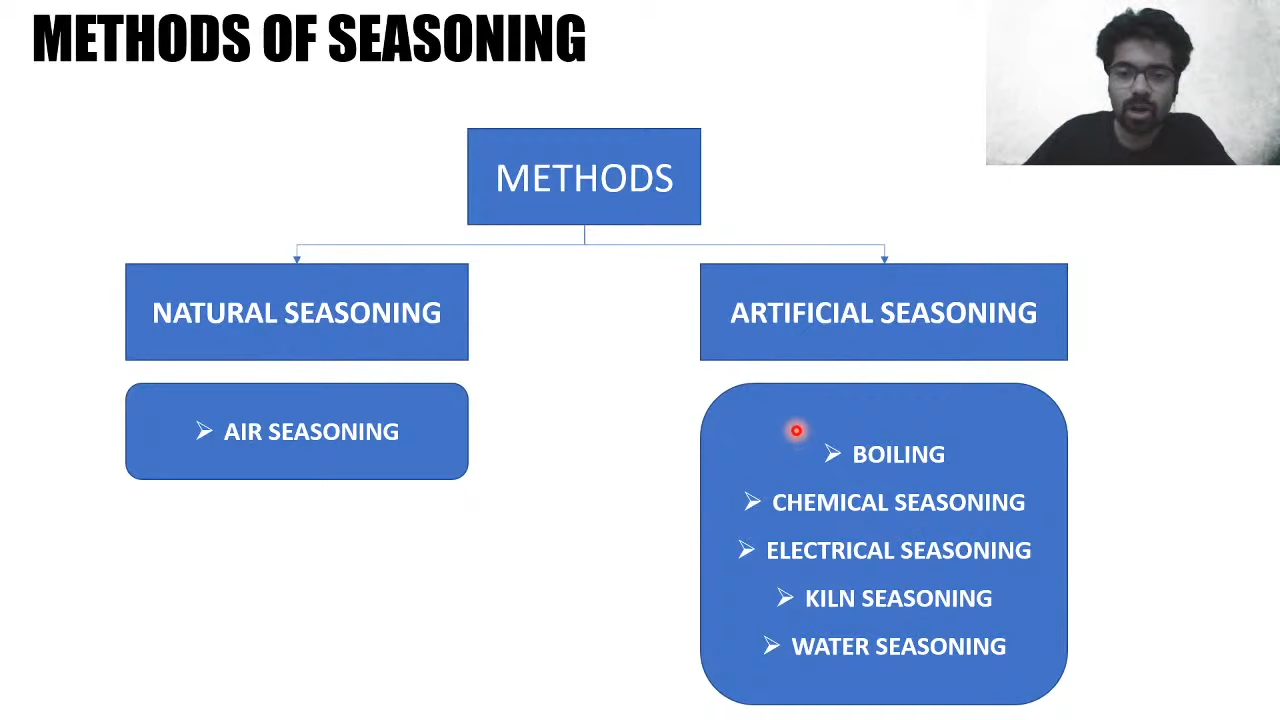 METHODS OF SEASONING
METHODS
NATURAL SEASONING
ARTIFICIAL SEASONING
AIR SEASONING
BOILING
CHEMICAL SEASONING
ELECTRICAL SEASONING
KILN SEASONING
WATER SEASONING